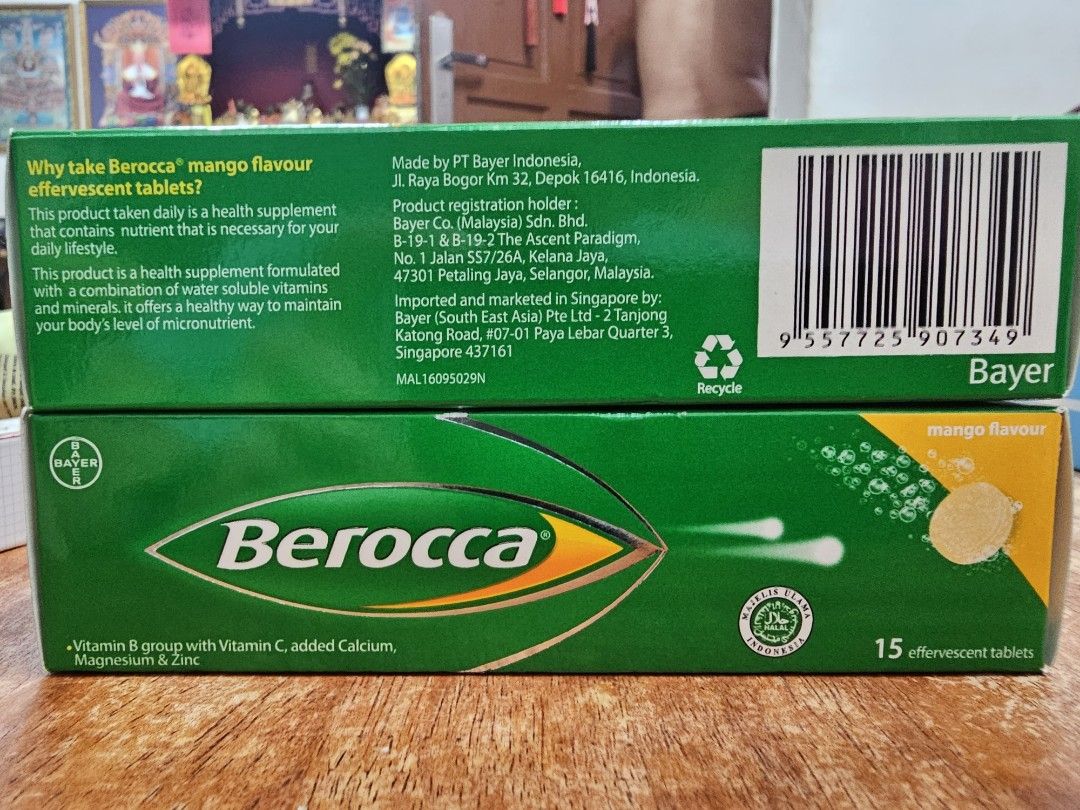 Why take Berocca® mango flavour
effervescent tablets?
This product taken daily is a health supplement
that contains nutrient that is necessary for your
daily lifestyle.
This product is a health supplement formulated
with a combination of water soluble vitamins
and minerals. it offers a healthy way to maintain
your body's level of micronutrient.
Made by PT Bayer Indonesia,
Jl. Raya Bogor Km 32, Depok 16416, Indonesia.
Product registration holder :
Bayer Co. (Malaysia) Sdn. Bhd.
B-19-1 & B-19-2 The Ascent Paradigm,
No. 1 Jalan SS7/26A, Kelana Jaya,
47301 Petaling Jaya, Selangor, Malaysia.
Imported and marketed in Singapore by:
Bayer (South East Asia) Pte Ltd - 2 Tanjong
Katong Road, #07-01 Paya Lebar Quarter 3,
Singapore 437161
MAL16095029N
Recycle
9 557725 907349
Bayer
BAYER
BAYER
Berocca®
mango flavour
Vitamin B group with Vitamin C, added Calcium,
Magnesium & Zinc
MAJELIS ULAMA
حلال
HALAL
INDONESIA
15 effervescent tablets